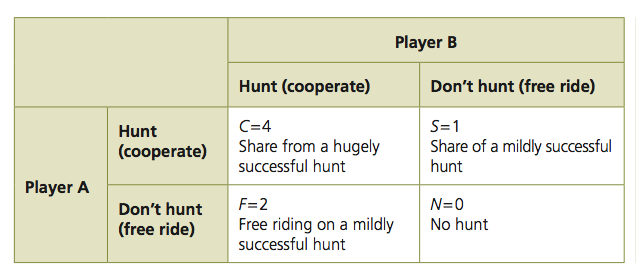 Player B
Hunt (cooperate)
Don't hunt (free ride)
Player A
Hunt
(cooperate)
C=4
Share from a hugely
successful hunt
S=1
Share of a mildly successful
hunt
Don't hunt
(free ride)
F=2
Free riding on a mildly
successful hunt
N=0
No hunt